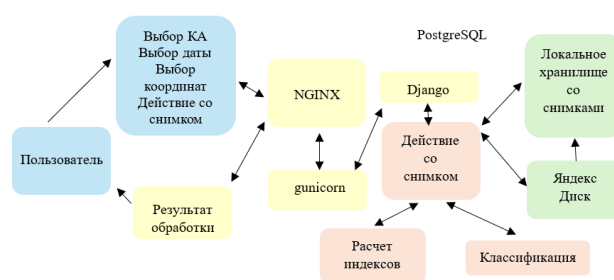 Выбор КА
Выбор даты
Выбор
координат
Действие со
снимком
PostgreSQL
Локальное
хранилище
со
снимками
NGINX
Django
Пользователь
Действие
со
снимком
gunicorn
Яндекс
Диск
Результат
обработки
Расчет
индексов
Классификация